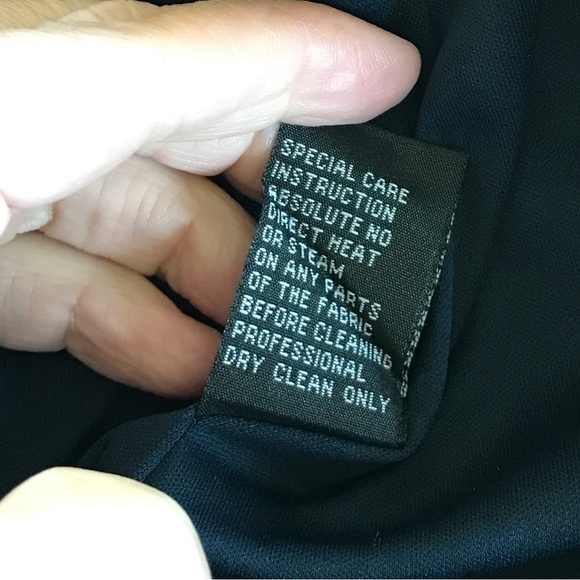 SPECIAL CARE
INSTRUCTION
ABSOLUTE NO
DIRECT HEAT
OR STEAM
ON ANY PARTS
OF THE FABRIC
BEFORE CLEANING
PROFESSIONAL
DRY CLEAN ONLY